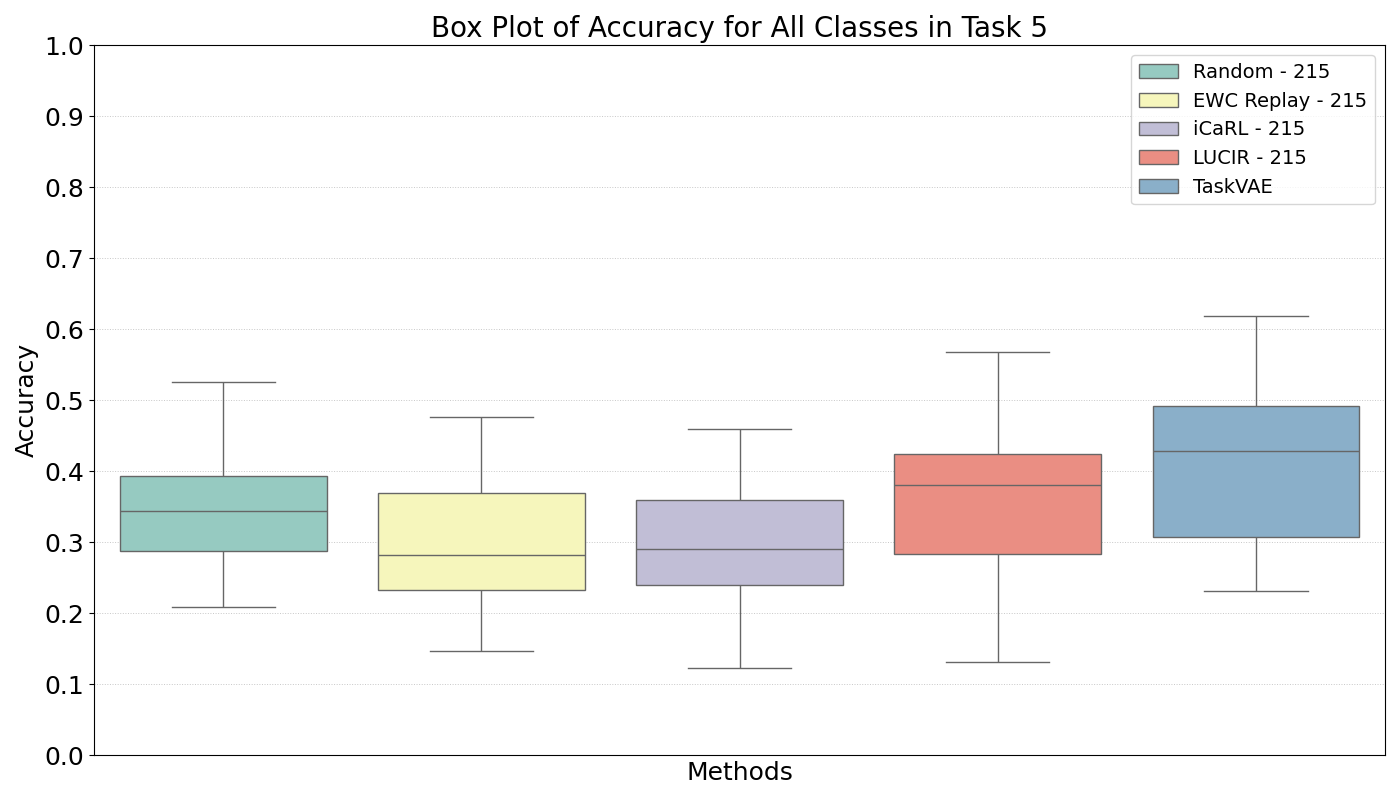 Box Plot of Accuracy for All Classes in Task 5
1.0
0.9
0.8
0.7
0.6
0.5
0.4
0.3
0.2
0.1
0.0
Accuracy
Methods
Random - 215
EWC Replay - 215
iCaRL - 215
LUCIR - 215
TaskVAE